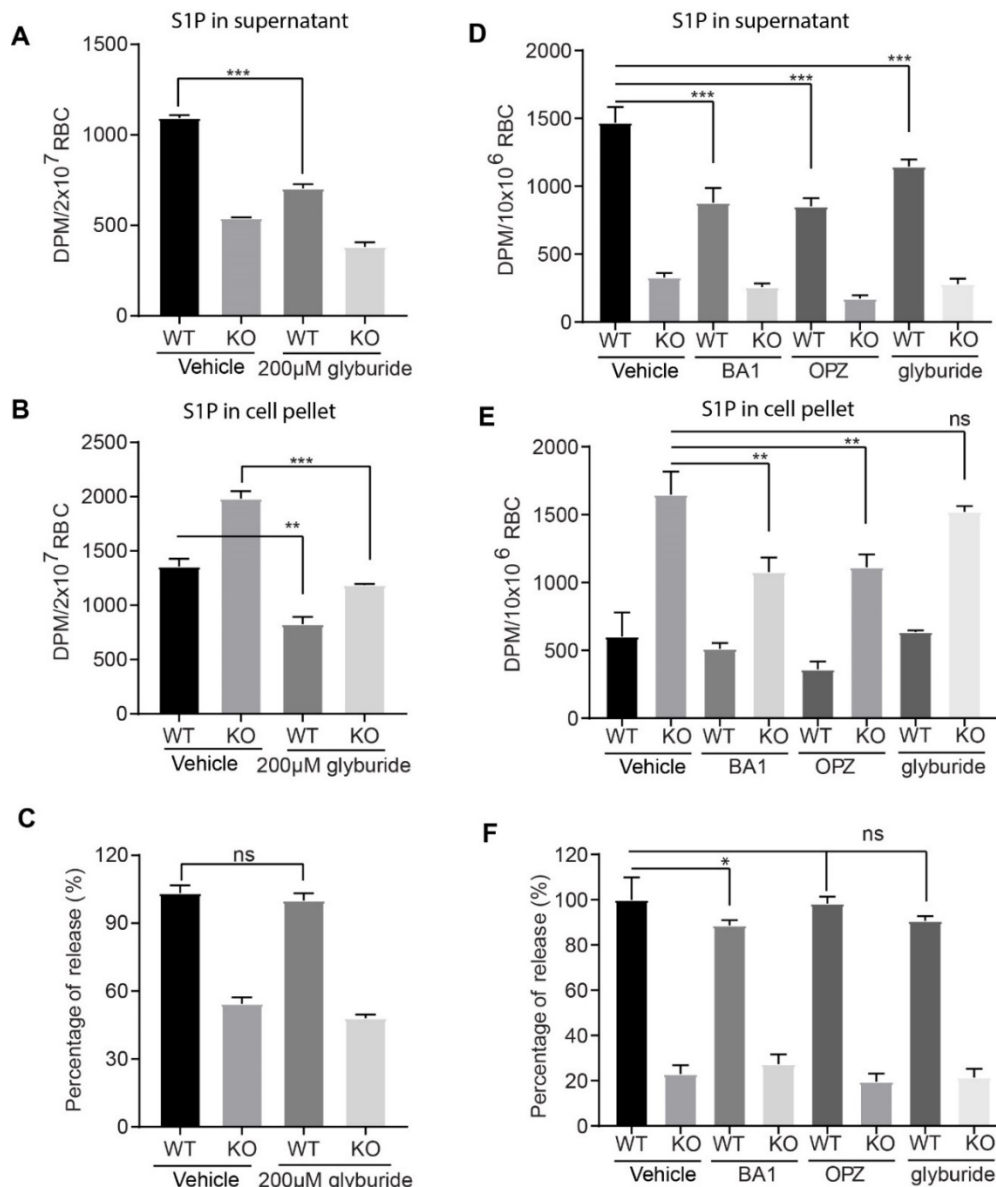 A
S1P in supernatant
1500
1000
500
0
DPM/2x10⁷ RBC
***
WT KO WT KO
Vehicle 200µM glyburide
B
S1P in cell pellet
2500
2000
1500
1000
500
0
DPM/2x10⁷ RBC
***
**
WT KO WT KO
Vehicle 200µM glyburide
C
120
90
60
30
0
Percentage of release (%)
ns
WT KO WT KO
Vehicle 200µM glyburide
D
S1P in supernatant
2000
1500
1000
500
0
DPM/10x10⁶ RBC
***
***
***
WT KO WT KO WT KO WT KO
Vehicle BA1 OPZ glyburide
E
S1P in cell pellet
2000
1500
1000
500
0
DPM/10x10⁶ RBC
ns
**
**
WT KO WT KO WT KO WT KO
Vehicle BA1 OPZ glyburide
F
120
100
80
60
40
20
0
Percentage of release (%)
ns
*
WT KO WT KO WT KO WT KO
Vehicle BA1 OPZ glyburide